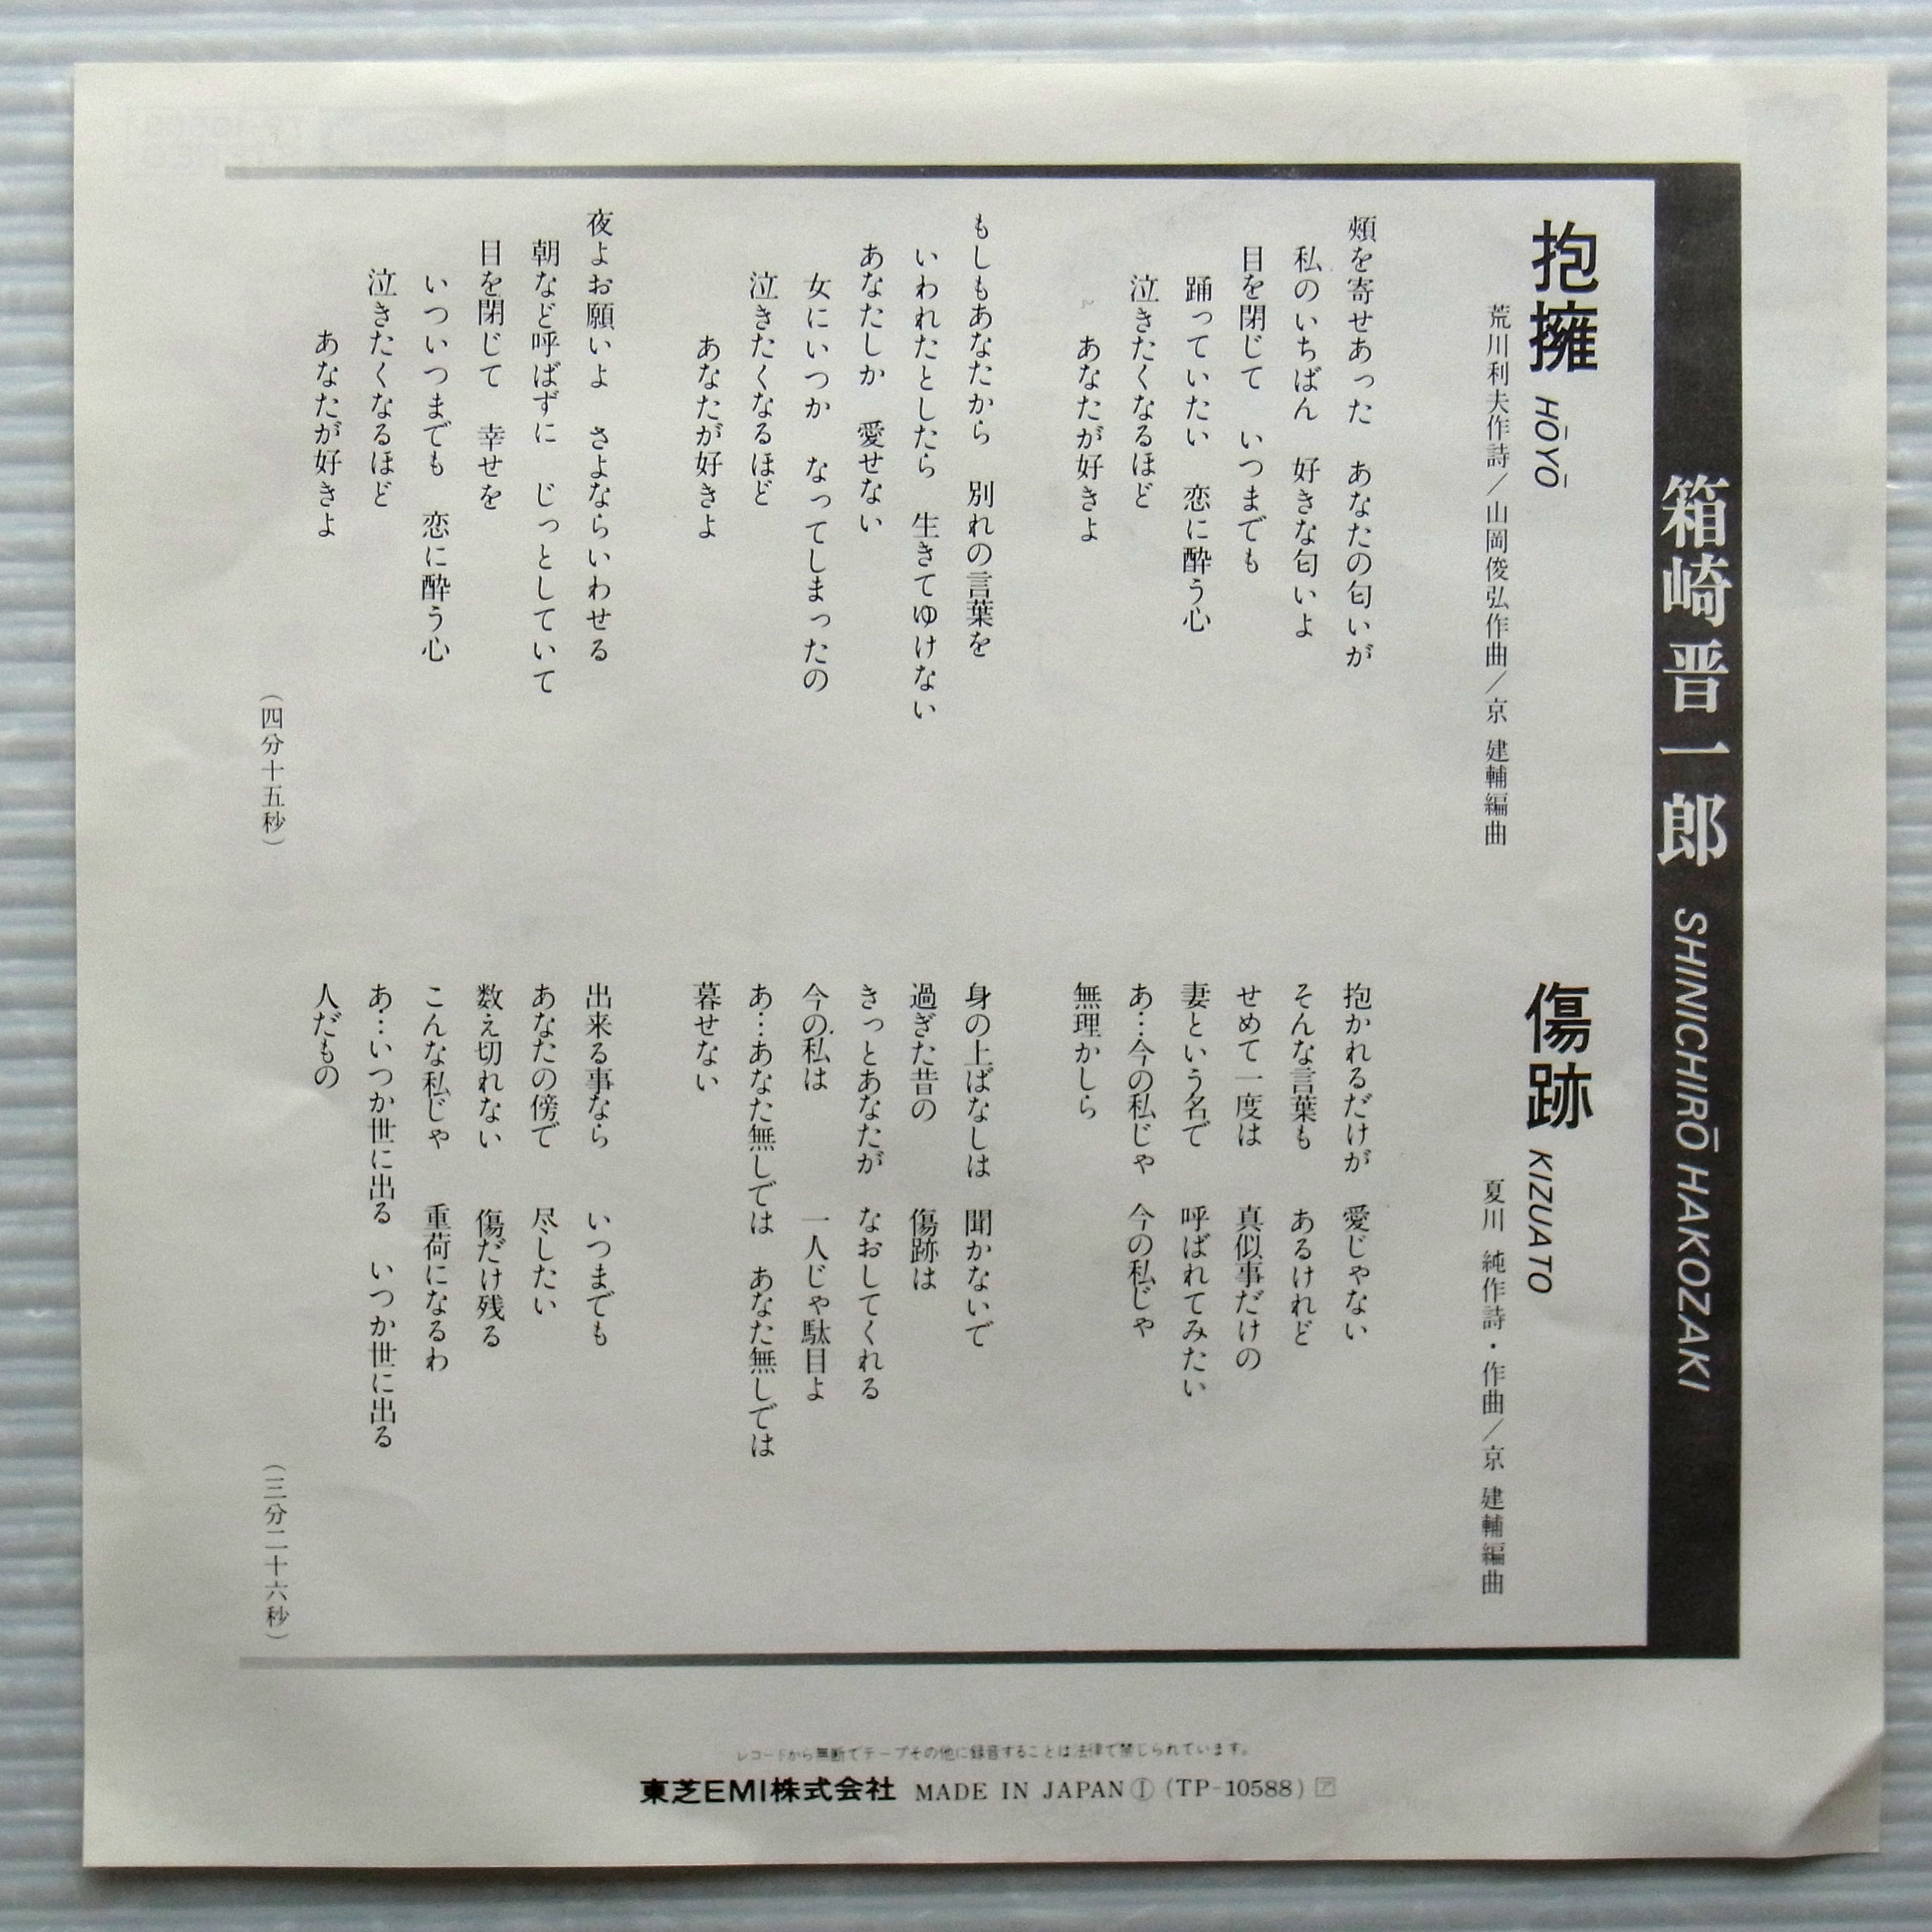 箱崎晋一郎 SHINICHIRŌ HAKOZAKI
抱擁 HŌYŌ
荒川利夫作詩／山岡俊弘作曲／京 建輔編曲
頬を寄せあった あなたの匂いが
私のいちばん 好きな匂いよ
目を閉じて いつまでも
踊っていたい 恋に酔う心
泣きたくなるほど
あなたが好きよ
もしもあなたから 別れの言葉を
いわれたとしたら 生きてゆけない
あなたしか 愛せない
女にいつか なってしまったの
泣きたくなるほど
あなたが好きよ
夜よお願いよ さよならいわせる
朝など呼ばずに じっとしていて
目を閉じて 幸せを
いついつまでも 恋に酔う心
泣きたくなるほど
あなたが好きよ
（四分十五秒）
傷跡 KIZUATO
夏川 純作詩・作曲／京 建輔編曲
抱かれるだけが 愛じゃない
そんな言葉も あるけれど
せめて一度は 真似事だけの
妻という名で 呼ばれてみたい
あ…今の私じゃ 今の私じゃ
無理かしら
身の上ばなしは 聞かないで
過ぎた昔の 傷跡は
きっとあなたが なおしてくれる
今の私は 一人じゃ駄目よ
あ…あなた無しでは あなた無しでは
暮せない
出来る事なら いつまでも
あなたの傍で 尽したい
数え切れない 傷だけ残る
こんな私じゃ 重荷になるわ
あ…いつか世に出る いつか世に出る
人だもの
（三分二十六秒）
レコードから無断でテープその他に録音することは法律で禁じられています。
東芝EMI株式会社 MADE IN JAPAN Ⓘ (TP-10588) ア